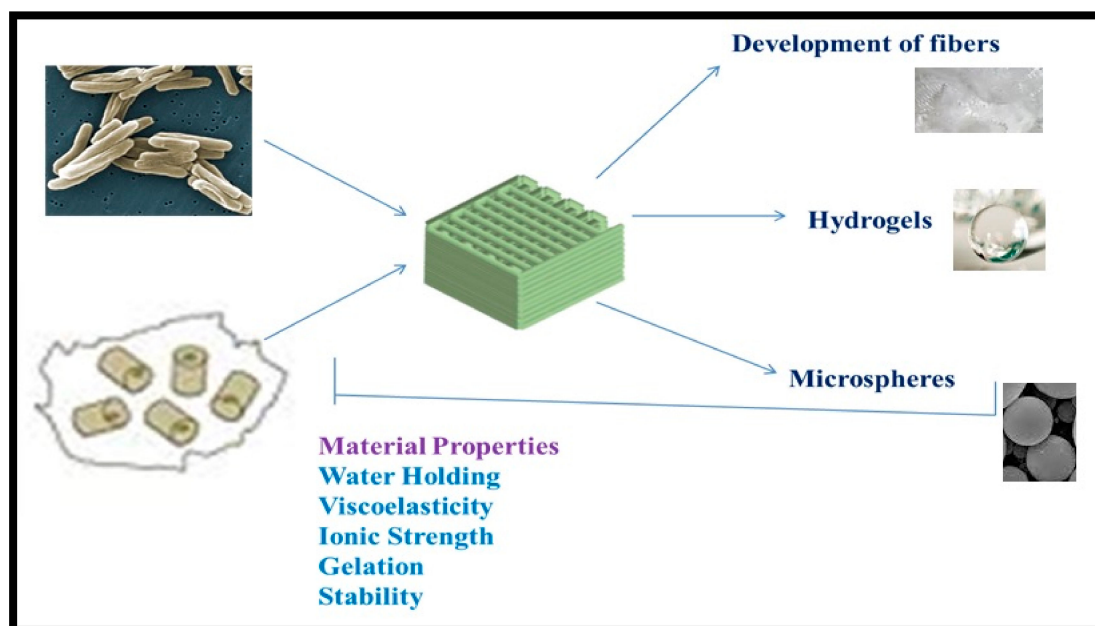 Development of fibers
Hydrogels
Microspheres
Material Properties
Water Holding
Viscoelasticity
Ionic Strength
Gelation
Stability